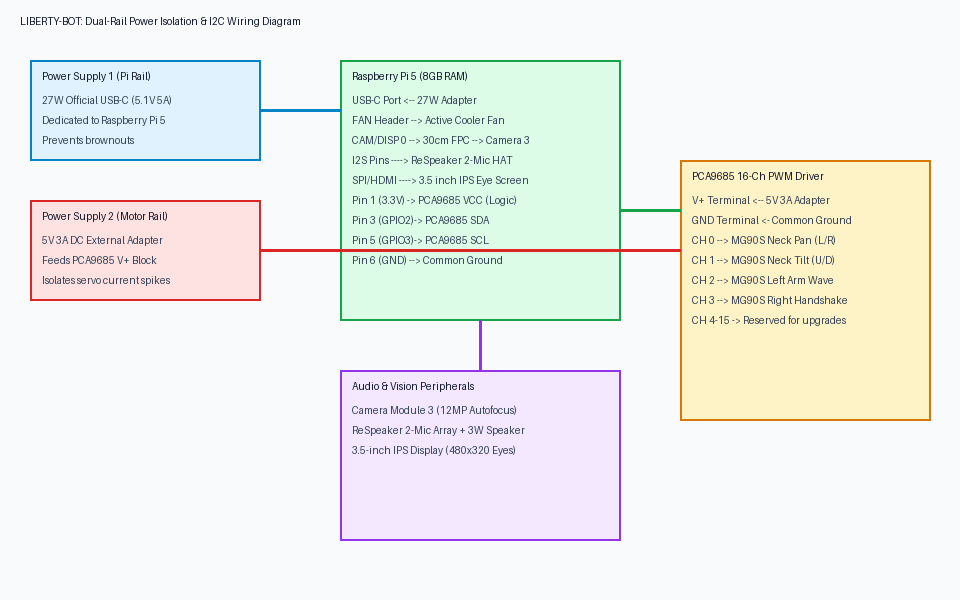 LIBERTY-BOT: Dual-Rail Power Isolation & I2C Wiring Diagram
Power Supply 1 (Pi Rail)
27W Official USB-C (5.1V 5A)
Dedicated to Raspberry Pi 5
Prevents brownouts
Power Supply 2 (Motor Rail)
5V 3A DC External Adapter
Feeds PCA9685 V+ Block
Isolates servo current spikes
Raspberry Pi 5 (8GB RAM)
USB-C Port <-- 27W Adapter
FAN Header --> Active Cooler Fan
CAM/DISP 0 --> 30cm FPC --> Camera 3
I2S Pins ----> ReSpeaker 2-Mic HAT
SPI/HDMI ----> 3.5 inch IPS Eye Screen
Pin 1 (3.3V) -> PCA9685 VCC (Logic)
Pin 3 (GPIO2)-> PCA9685 SDA
Pin 5 (GPIO3)-> PCA9685 SCL
Pin 6 (GND) --> Common Ground
PCA9685 16-Ch PWM Driver
V+ Terminal <-- 5V 3A Adapter
GND Terminal <- Common Ground
CH 0 --> MG90S Neck Pan (L/R)
CH 1 --> MG90S Neck Tilt (U/D)
CH 2 --> MG90S Left Arm Wave
CH 3 --> MG90S Right Handshake
CH 4-15 -> Reserved for upgrades
Audio & Vision Peripherals
Camera Module 3 (12MP Autofocus)
ReSpeaker 2-Mic Array + 3W Speaker
3.5-inch IPS Display (480x320 Eyes)